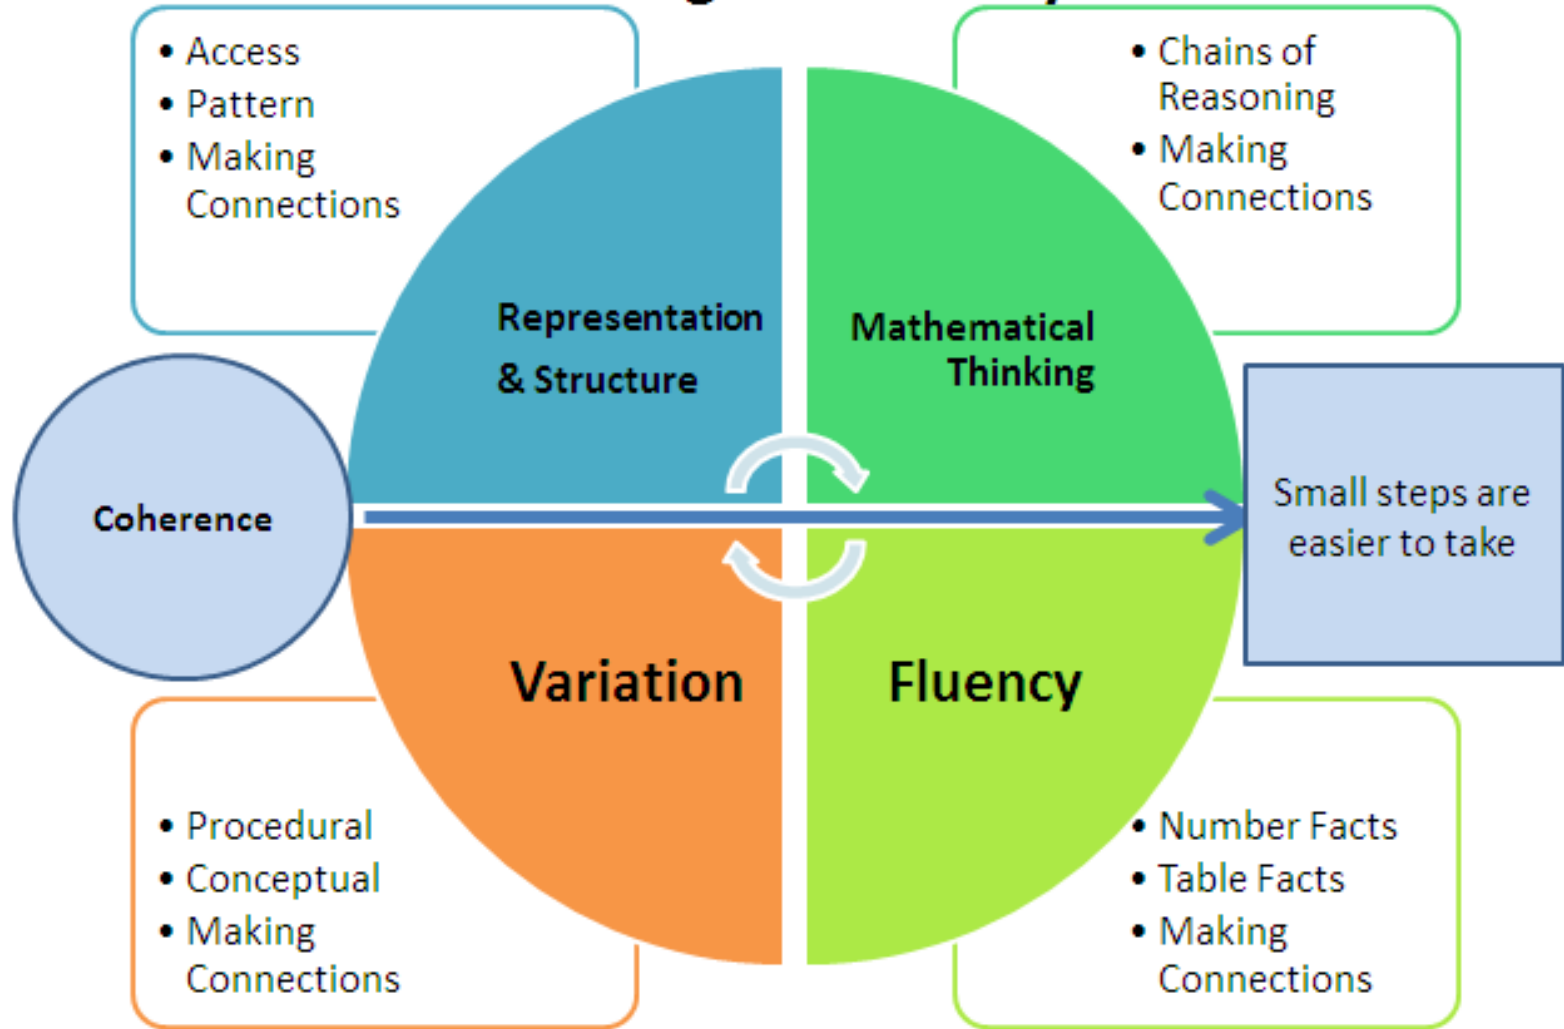 • Access
• Pattern
• Making
Connections
• Chains of
Reasoning
• Making
Connections
Representation
& Structure
Mathematical
Thinking
Coherence
Small steps are
easier to take
Variation
Fluency
• Procedural
• Conceptual
• Making
Connections
• Number Facts
• Table Facts
• Making
Connections